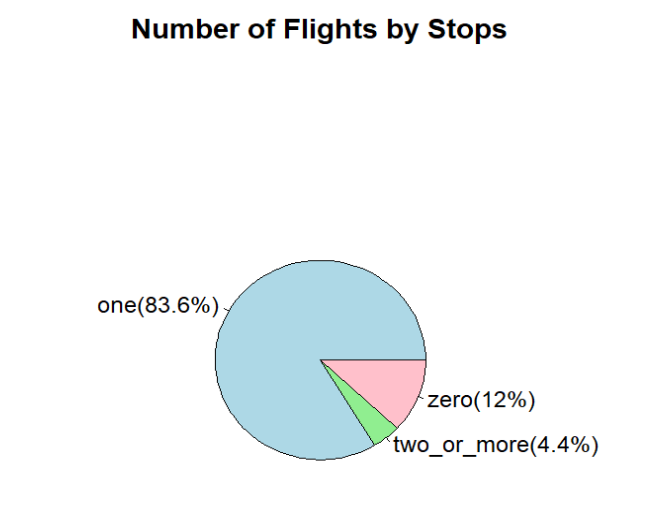 Number of Flights by Stops
one(83.6%)
zero(12%)
two_or_more(4.4%)